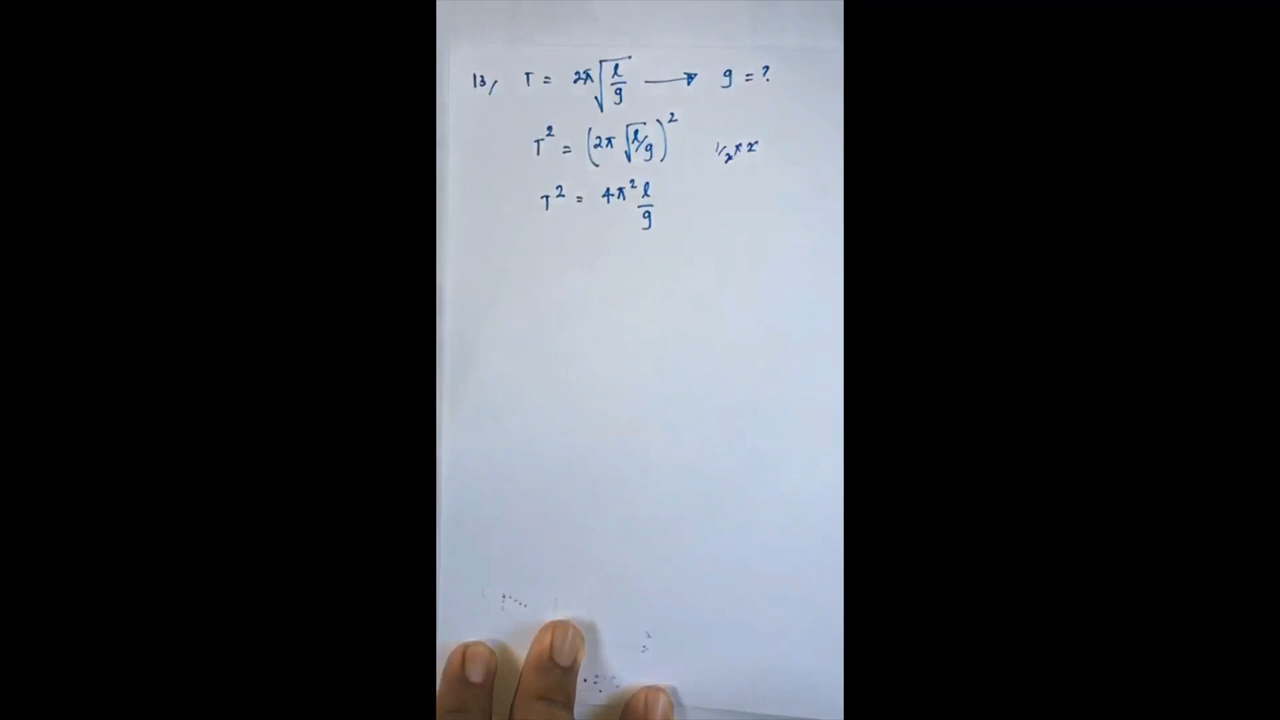 13, T = 2π√(l/g) → g = ?
T² = (2π √l/g)²
½ × 2
T² = 4π² l/g